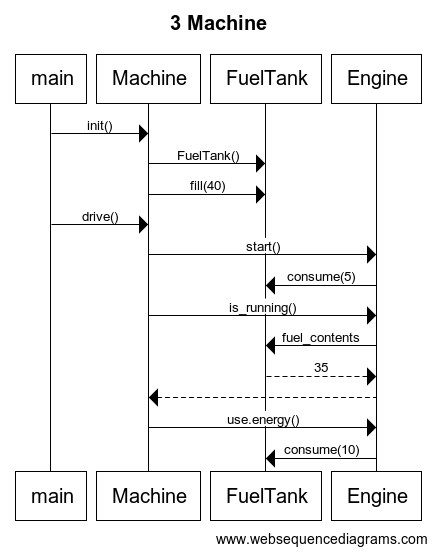 3 Machine
main Machine FuelTank Engine
init()
FuelTank()
fill(40)
drive()
start()
consume(5)
is_running()
fuel_contents
35
use.energy()
consume(10)
main Machine FuelTank Engine
www.websequencediagrams.com